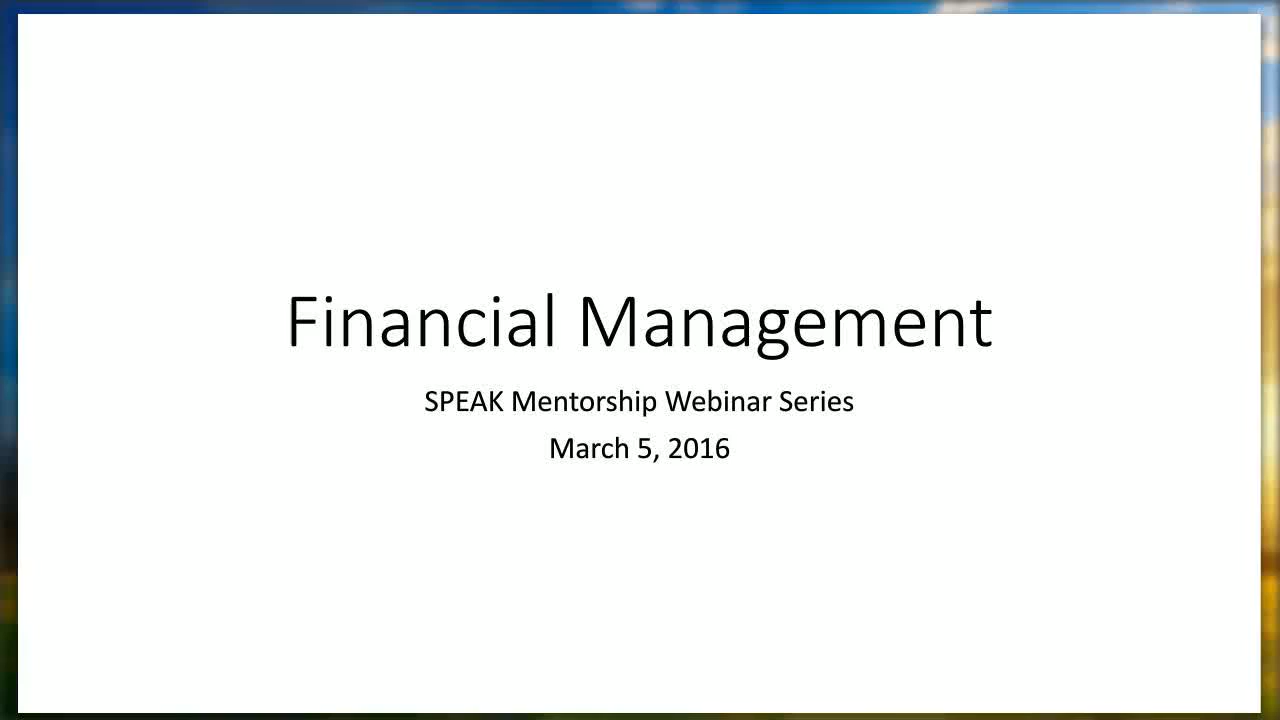 Financial Management
SPEAK Mentorship Webinar Series
March 5, 2016